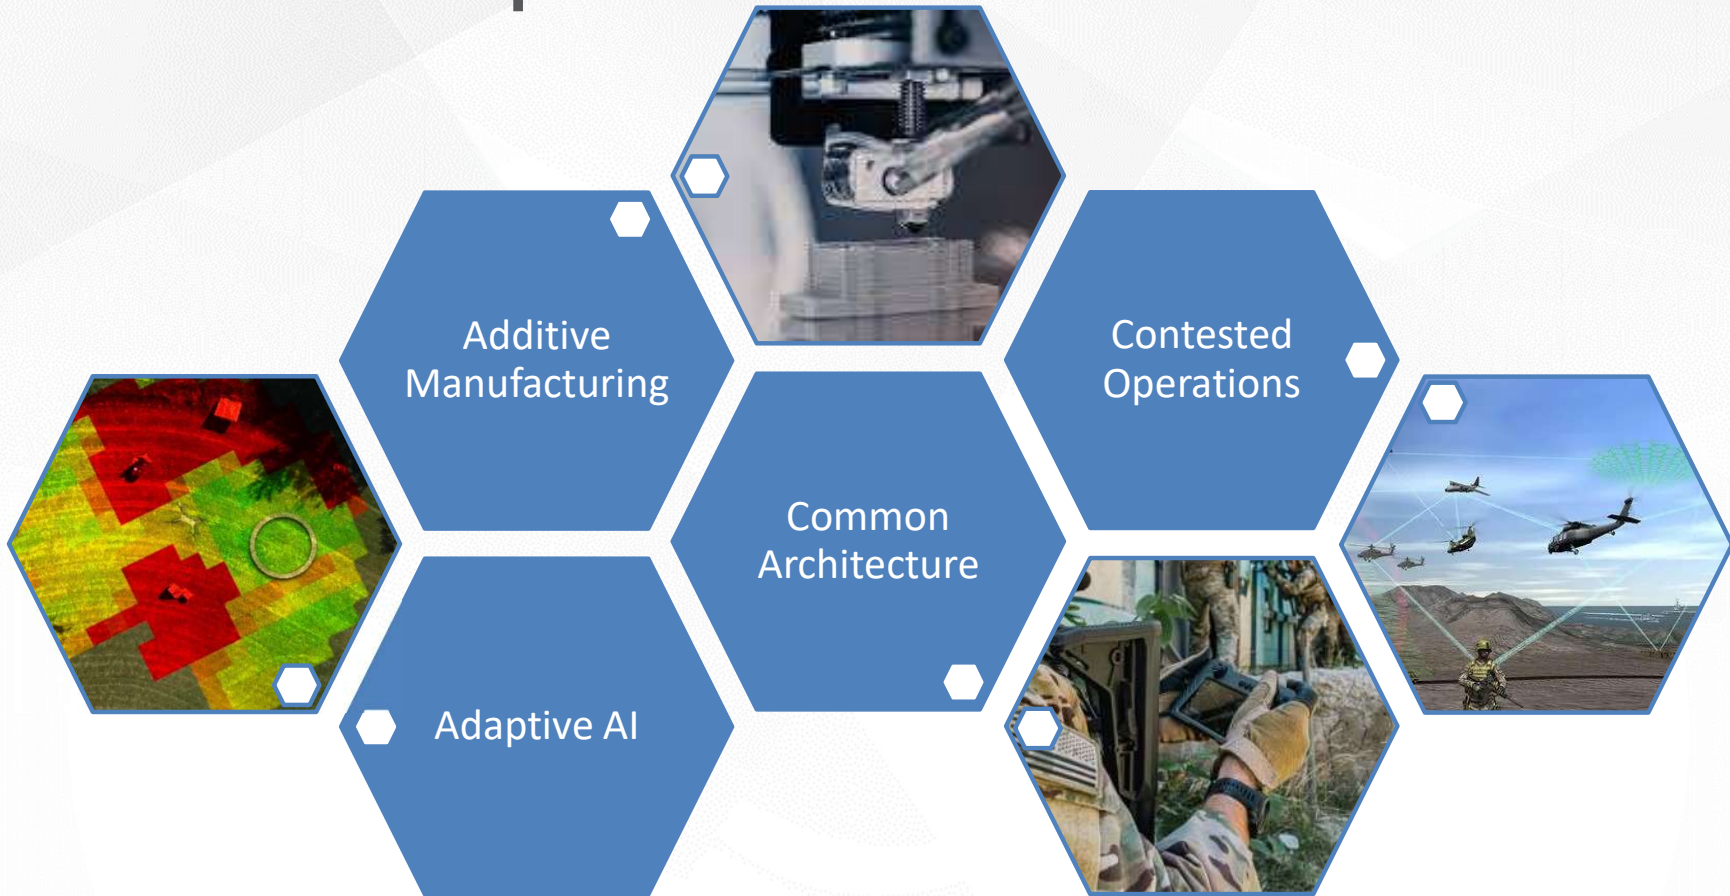 Additive
Manufacturing
Contested
Operations
Common
Architecture
Adaptive AI